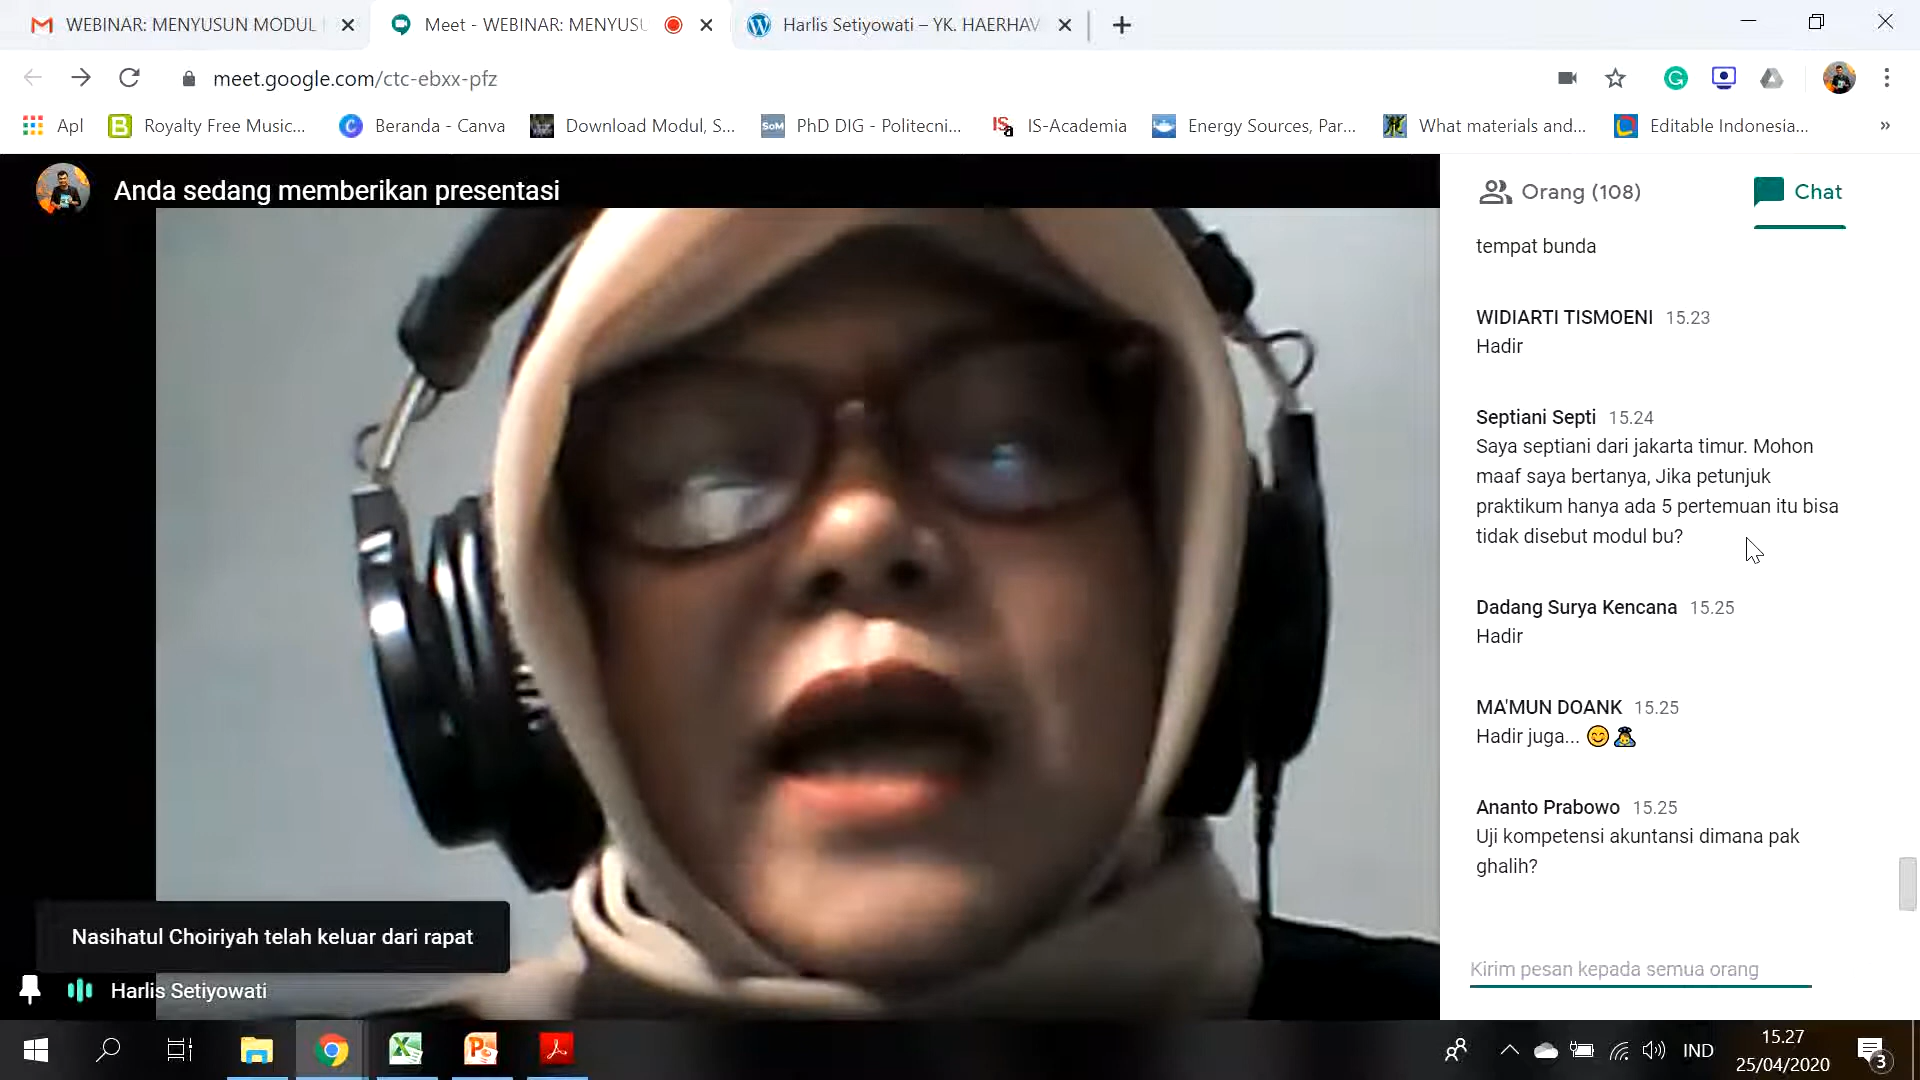 WEBINAR: MENYUSUN MODUL
Meet - WEBINAR: MENYUSU
Harlis Setiyowati – YK. HAERHAV
meet.google.com/ctc-ebxx-pfz
Apl
Royalty Free Music...
Beranda - Canva
Download Modul, S...
SoM
PhD DIG - Politecni...
IS-Academia
Energy Sources, Par...
What materials and...
Editable Indonesia...
»
Anda sedang memberikan presentasi
Orang (108)
Chat
tempat bunda
WIDIARTI TISMOENI 15.23
Hadir
Septiani Septi 15.24
Saya septiani dari jakarta timur. Mohon
maaf saya bertanya, Jika petunjuk
praktikum hanya ada 5 pertemuan itu bisa
tidak disebut modul bu?
Dadang Surya Kencana 15.25
Hadir
MA'MUN DOANK 15.25
Hadir juga... 😊🙇
Ananto Prabowo 15.25
Uji kompetensi akuntansi dimana pak
ghalih?
Nasihatul Choiriyah telah keluar dari rapat
Harlis Setiyowati
Kirim pesan kepada semua orang
IND
15.27
25/04/2020
3